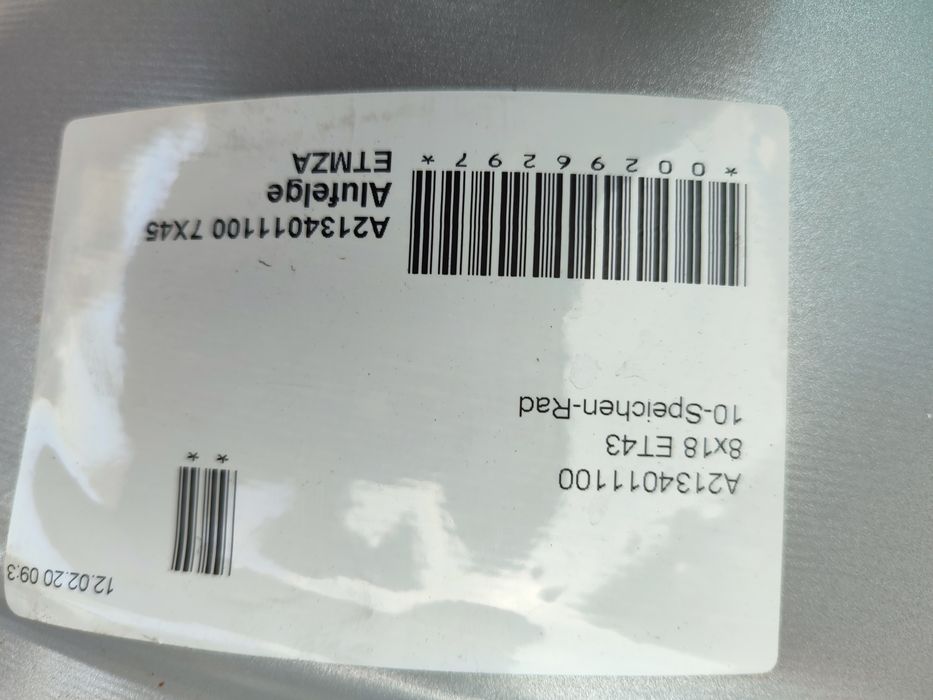 12.02.20 09:3
A2134011100
8x18 ET43
10-Speichen-Rad
* *
A2134011100 7X45
Alufelge
ETMZA
*00296297*